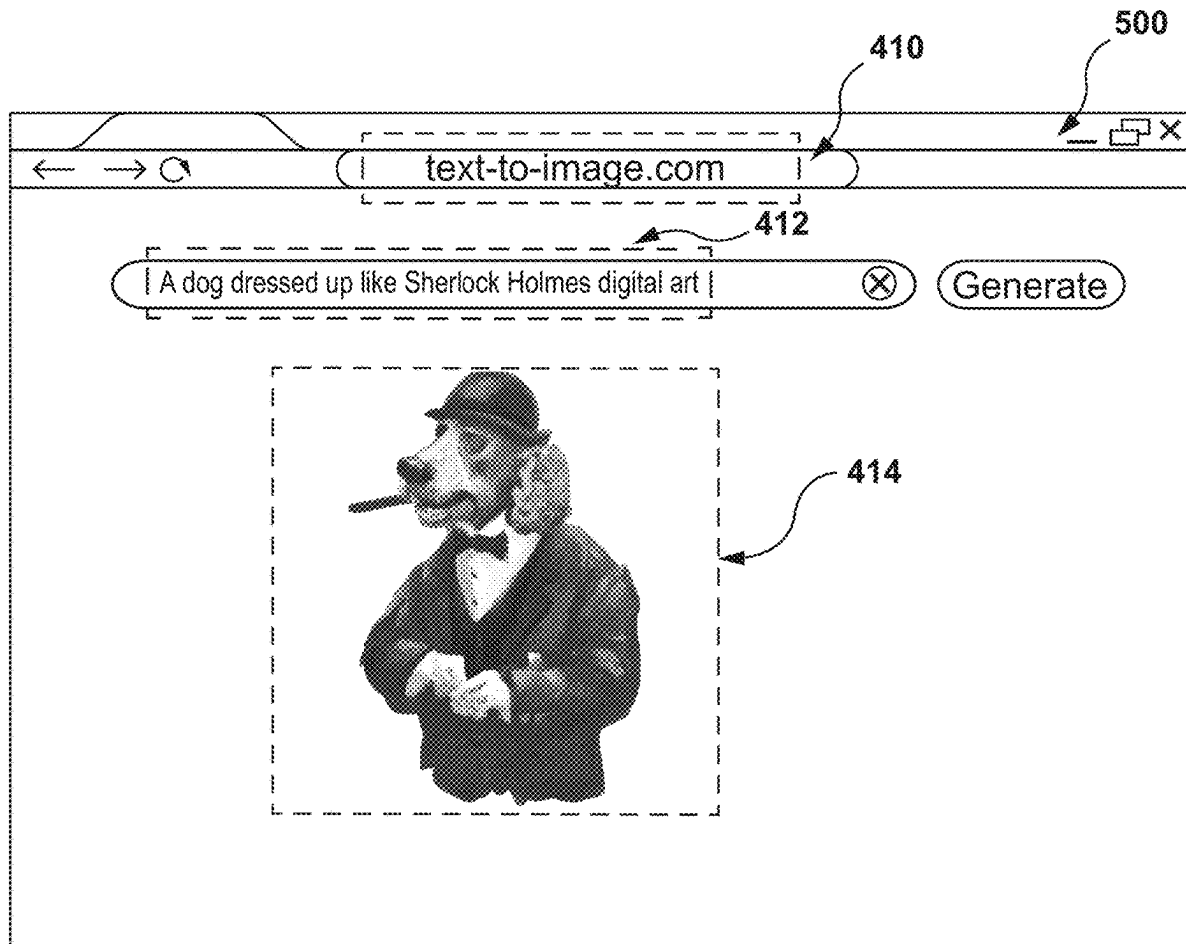 500
410
text-to-image.com
412
A dog dressed up like Sherlock Holmes digital art
Generate
414